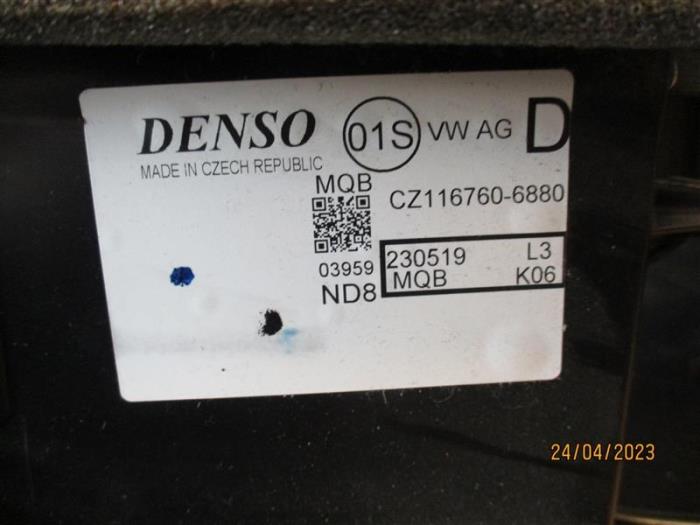 DENSO 01S VW AG D
MADE IN CZECH REPUBLIC
MQB
CZ116760-6880
03959
230519 L3
MQB K06
ND8
24/04/2023